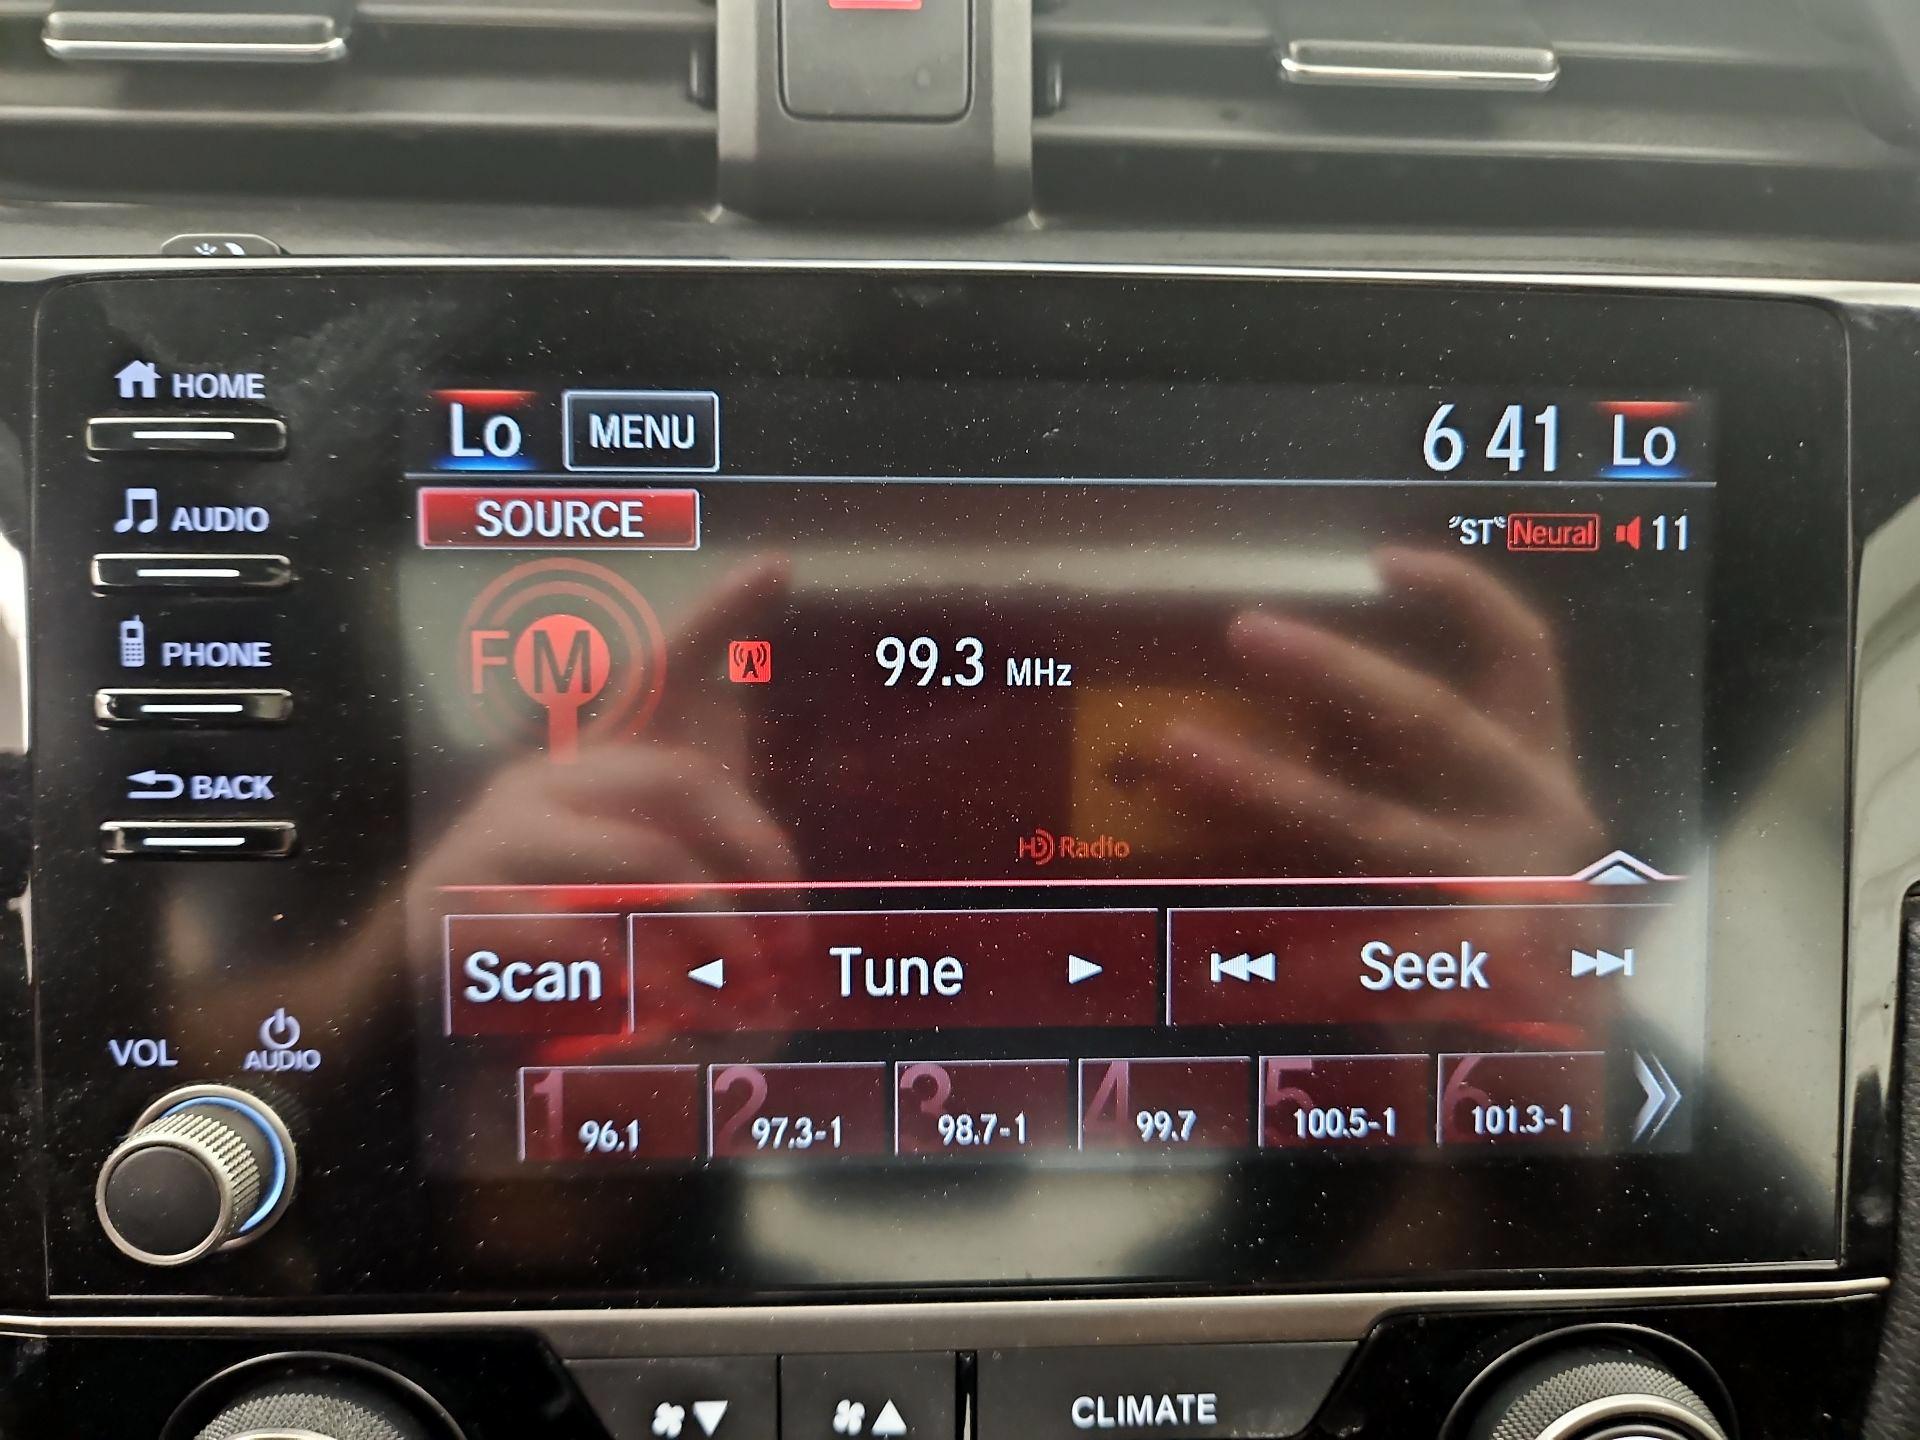 HOME
Lo MENU 6 41 Lo
AUDIO
SOURCE "ST" Neural 11
PHONE
FM 99.3 MHz
BACK
HD Radio
Scan Tune Seek
VOL AUDIO
1 96.1 2 97.3-1 3 98.7-1 4 99.7 5 100.5-1 6 101.3-1
CLIMATE